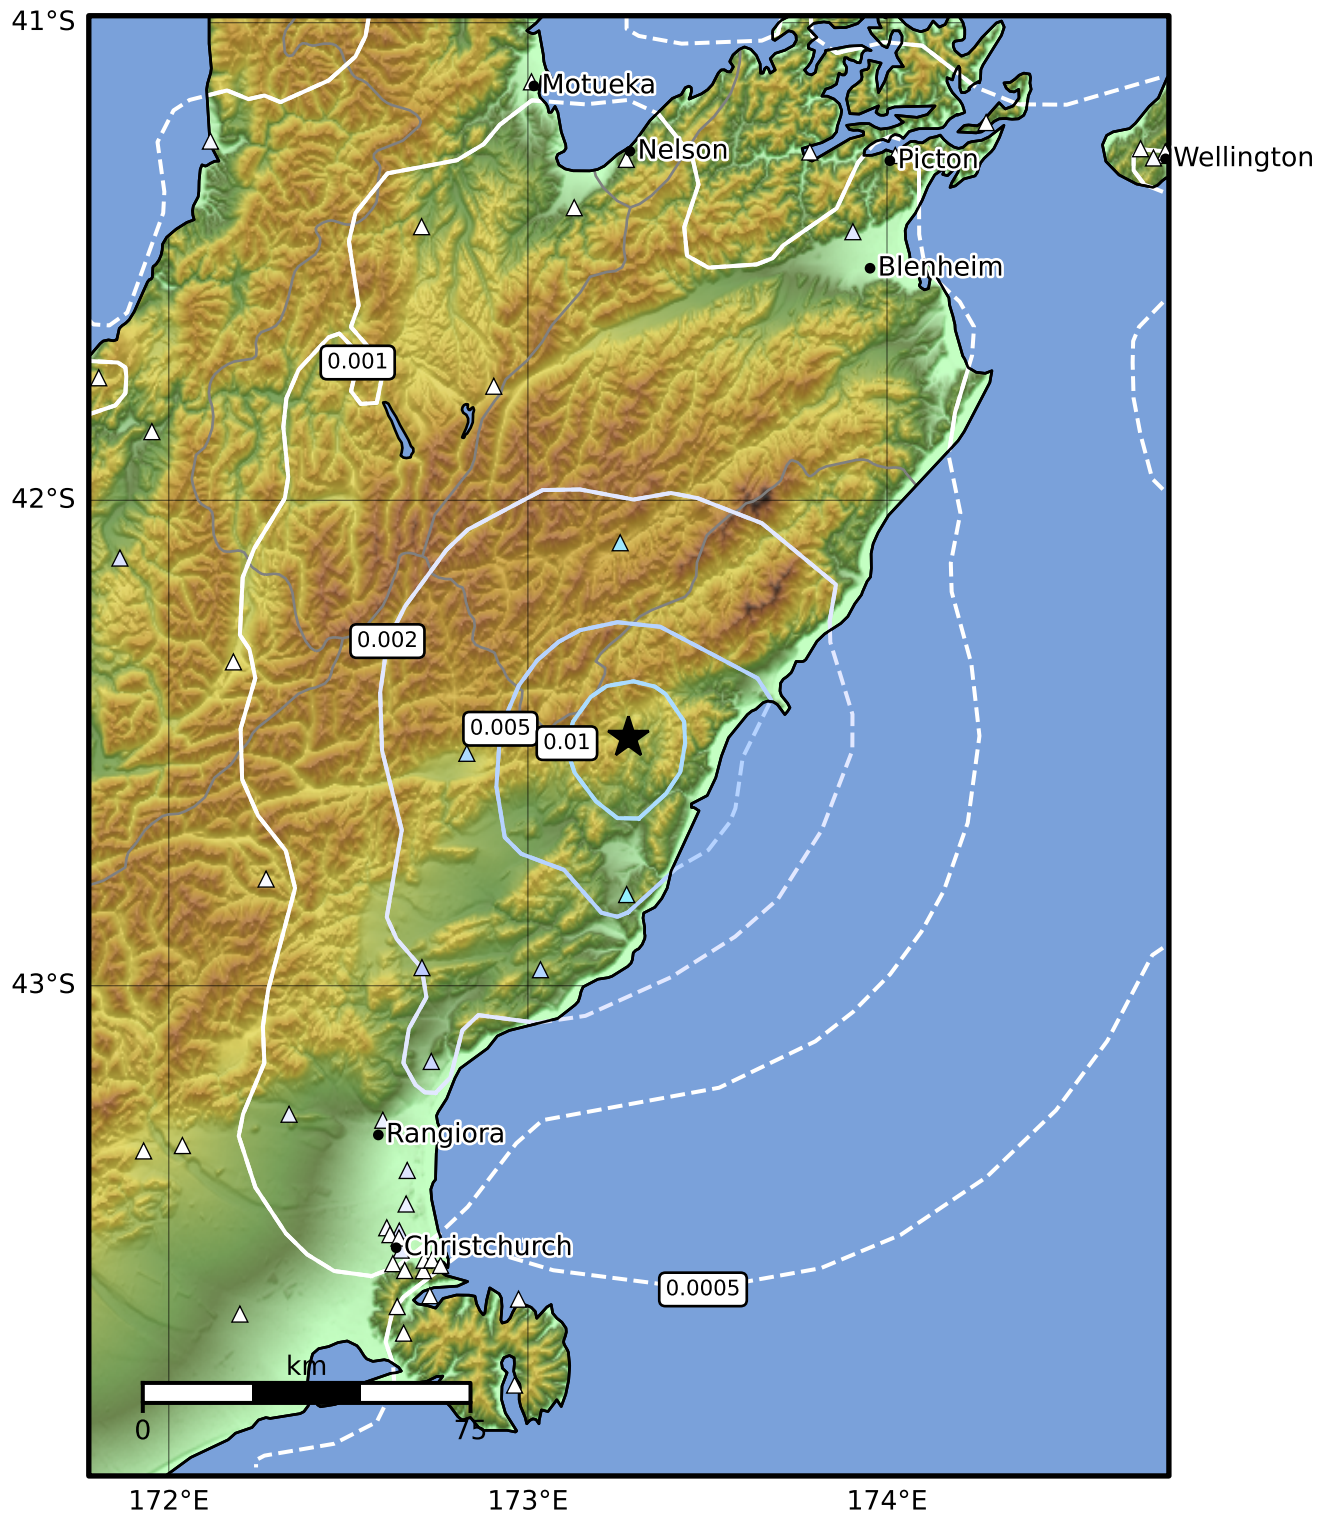 41°S
Motueka
Nelson
Picton
Wellington
Blenheim
0.001
42°S
0.002
0.005
0.01
43°S
Rangiora
Christchurch
0.0005
km
0
75
172°E
173°E
174°E